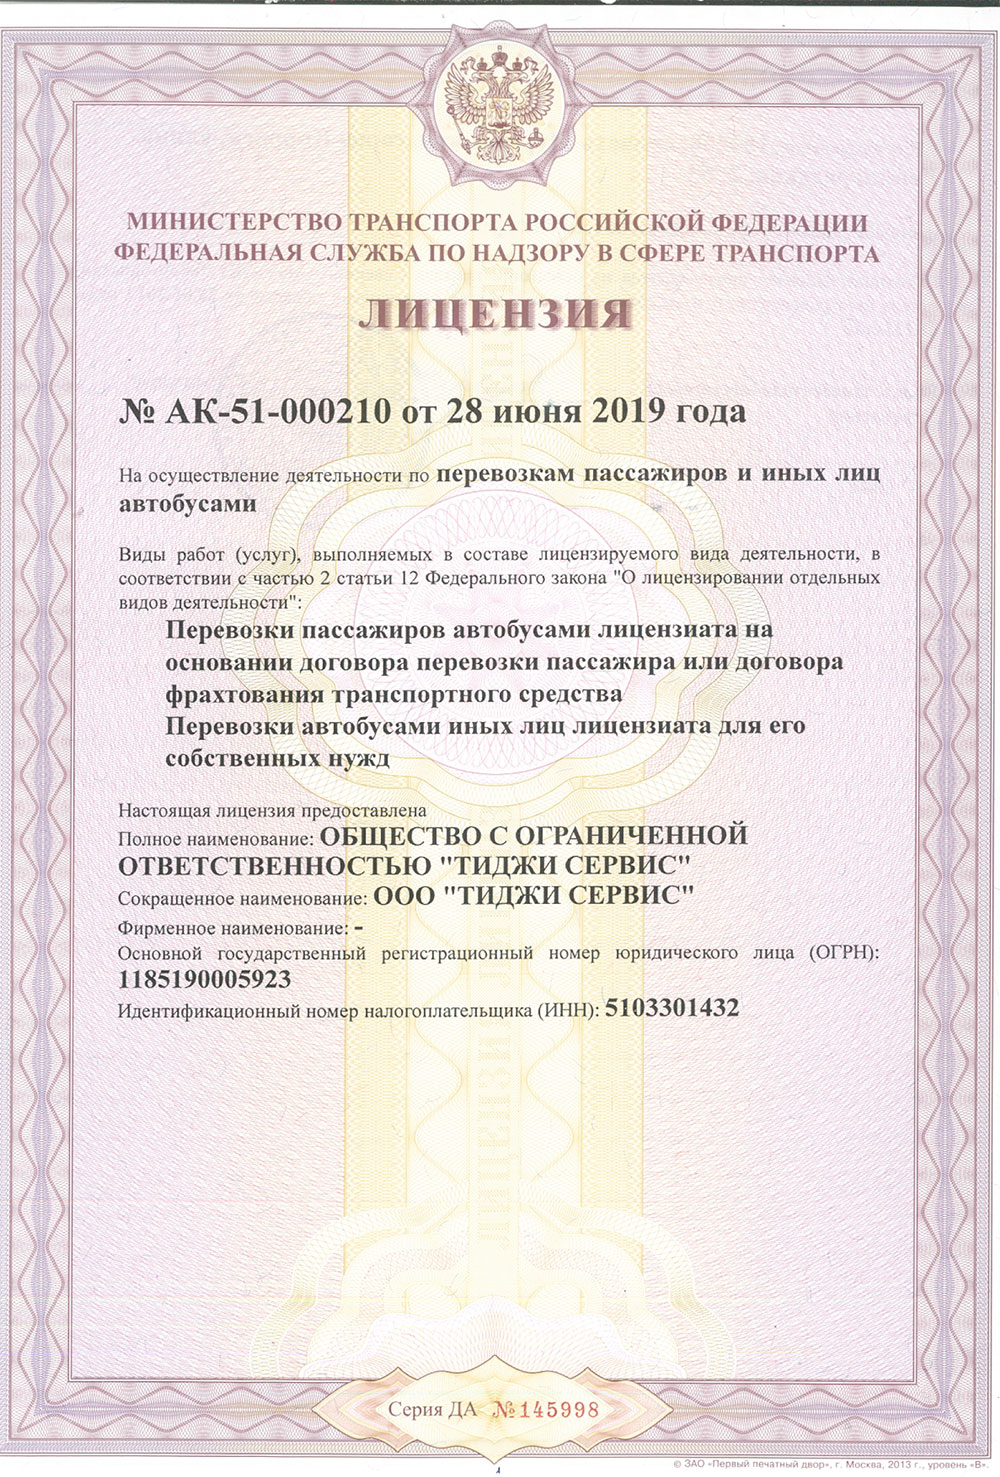 МИНИСТЕРСТВО ТРАНСПОРТА РОССИЙСКОЙ ФЕДЕРАЦИИ
ФЕДЕРАЛЬНАЯ СЛУЖБА ПО НАДЗОРУ В СФЕРЕ ТРАНСПОРТА
ЛИЦЕНЗИЯ
№ АК-51-000210 от 28 июня 2019 года
На осуществление деятельности по перевозкам пассажиров и иных лиц
автобусами
Виды работ (услуг), выполняемых в составе лицензируемого вида деятельности, в
соответствии с частью 2 статьи 12 Федерального закона "О лицензировании отдельных
видов деятельности":
Перевозки пассажиров автобусами лицензиата на
основании договора перевозки пассажира или договора
фрахтования транспортного средства
Перевозки автобусами иных лиц лицензиата для его
собственных нужд
Настоящая лицензия предоставлена
Полное наименование: ОБЩЕСТВО С ОГРАНИЧЕННОЙ
ОТВЕТСТВЕННОСТЬЮ "ТИДЖИ СЕРВИС"
Сокращенное наименование: ООО "ТИДЖИ СЕРВИС"
Фирменное наименование: -
Основной государственный регистрационный номер юридического лица (ОГРН):
1185190005923
Идентификационный номер налогоплательщика (ИНН): 5103301432
ЛИЦЕНЗИЯ
Серия ДА №145998
© ЗАО «Первый печатный двор», г. Москва, 2013 г., уровень «В».